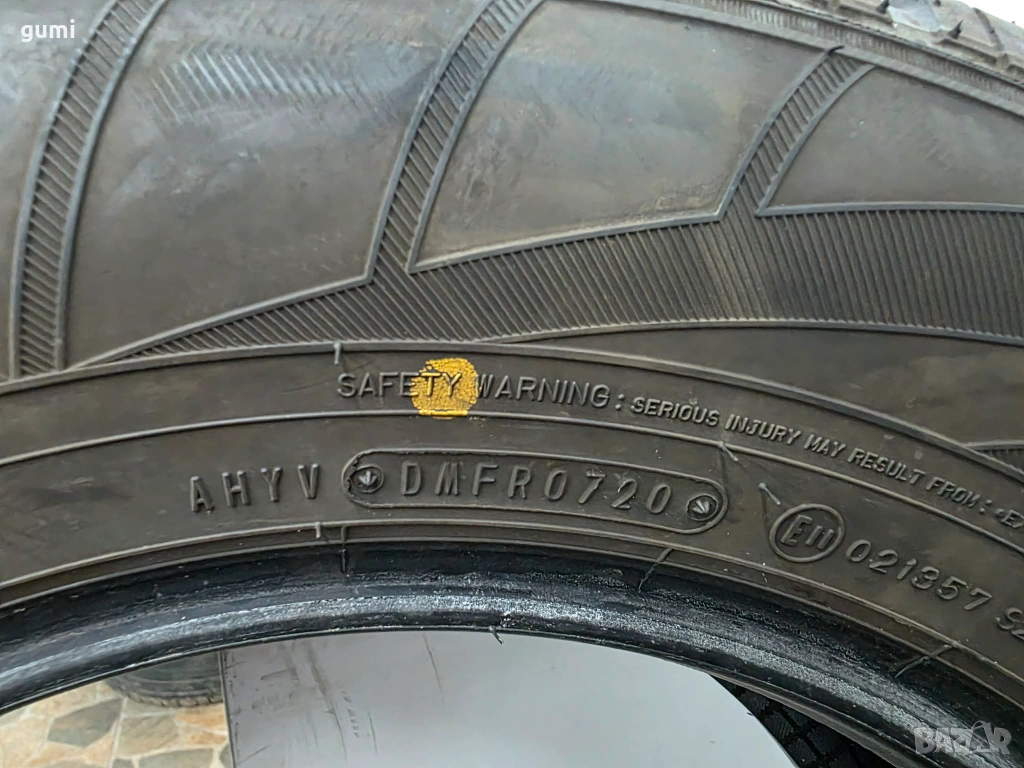 gumi
SAFETY WARNING: SERIOUS INJURY MAY RESULT FROM:
AHYV DMFR0720 E11 021357
BAZAR